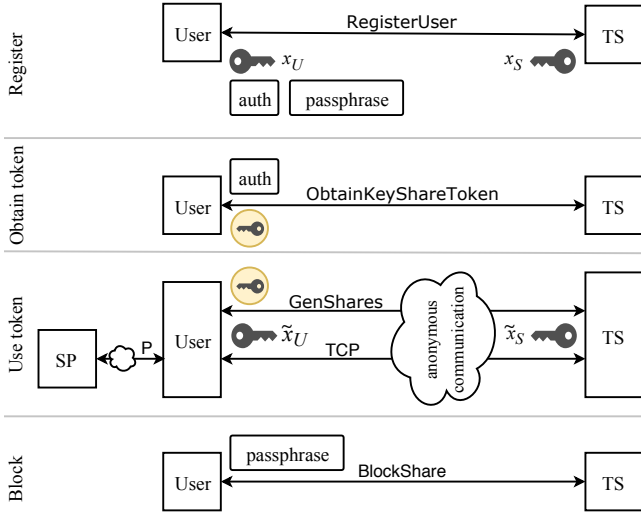 Register
User
RegisterUser
TS
x_U
x_S
auth
passphrase
Obtain token
auth
User
ObtainKeyShareToken
TS
Use token
GenShares
SP
P
User
x̃_U
anonymous
communication
x̃_S
TS
TCP
Block
passphrase
User
BlockShare
TS